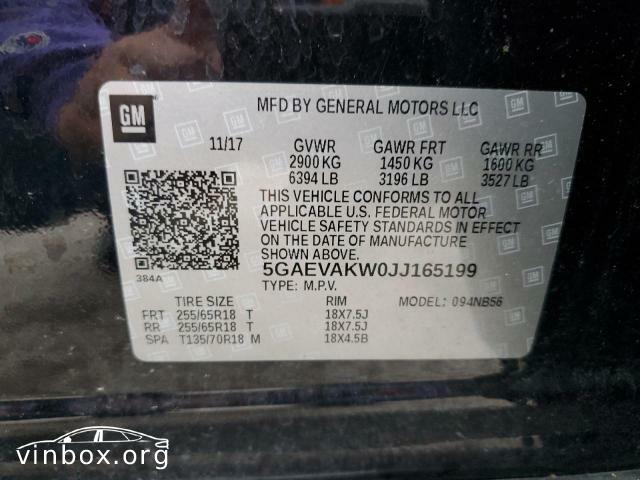 GM
MFD BY GENERAL MOTORS LLC
11/17 GVWR GAWR FRT GAWR RR
2900 KG 1450 KG 1600 KG
6394 LB 3196 LB 3527 LB
THIS VEHICLE CONFORMS TO ALL
APPLICABLE U.S. FEDERAL MOTOR
VEHICLE SAFETY STANDARDS IN EFFECT
ON THE DATE OF MANUFACTURE
SHOWN ABOVE.
384A
5GAEVAKW0JJ165199
TYPE: M.P.V.
TIRE SIZE RIM MODEL: 094NB56
FRT 255/65R18 T 18X7.5J
RR 255/65R18 T 18X7.5J
SPA T135/70R18 M 18X4.5B
vinbox.org